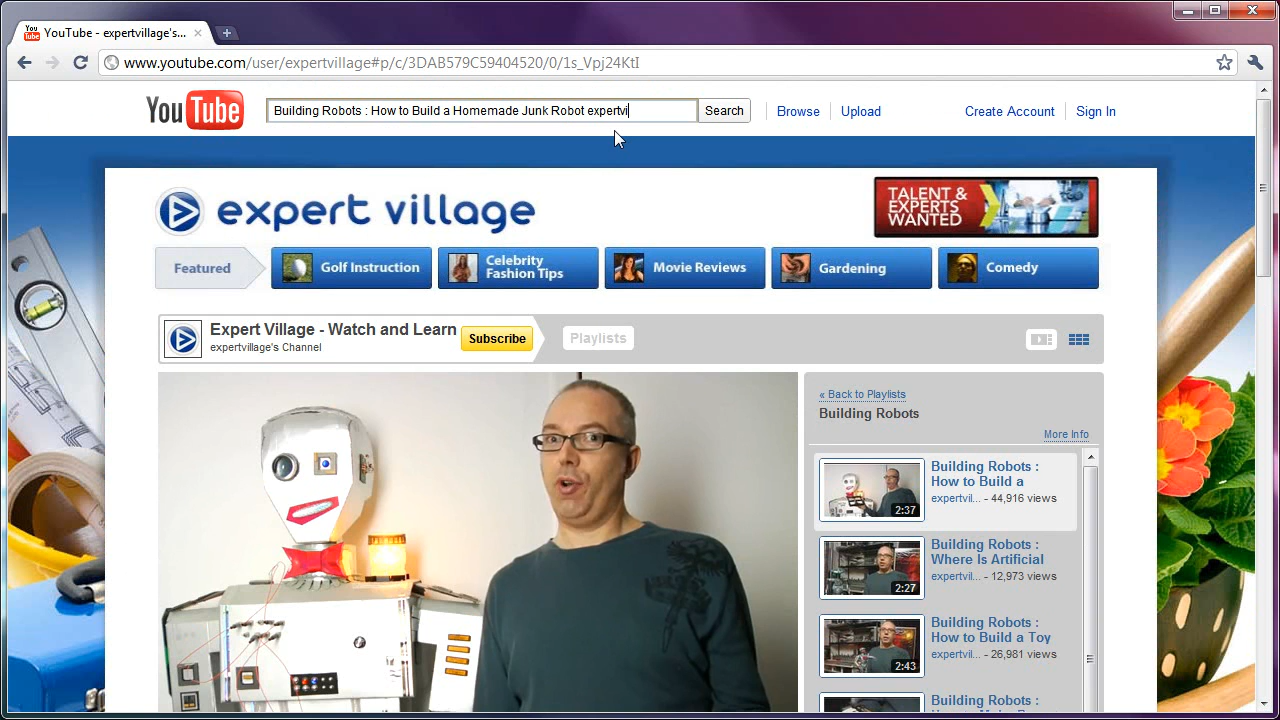 YouTube - expertvillage's...
www.youtube.com/user/expertvillage#p/c/3DAB579C59404520/0/1s_Vpj24KtI
YouTube
Building Robots : How to Build a Homemade Junk Robot expertvi
Search
Browse
Upload
Create Account
Sign In
expert village
TALENT &
EXPERTS
WANTED
Featured
Golf Instruction
Celebrity
Fashion Tips
Movie Reviews
Gardening
Comedy
Expert Village - Watch and Learn
expertvillage's Channel
Subscribe
Playlists
« Back to Playlists
Building Robots
More Info
Building Robots :
How to Build a
expertvil... - 44,916 views
2:37
Building Robots :
Where Is Artificial
expertvil... - 12,973 views
2:27
Building Robots :
How to Build a Toy
expertvil... - 26,981 views
2:43
Building Robots :